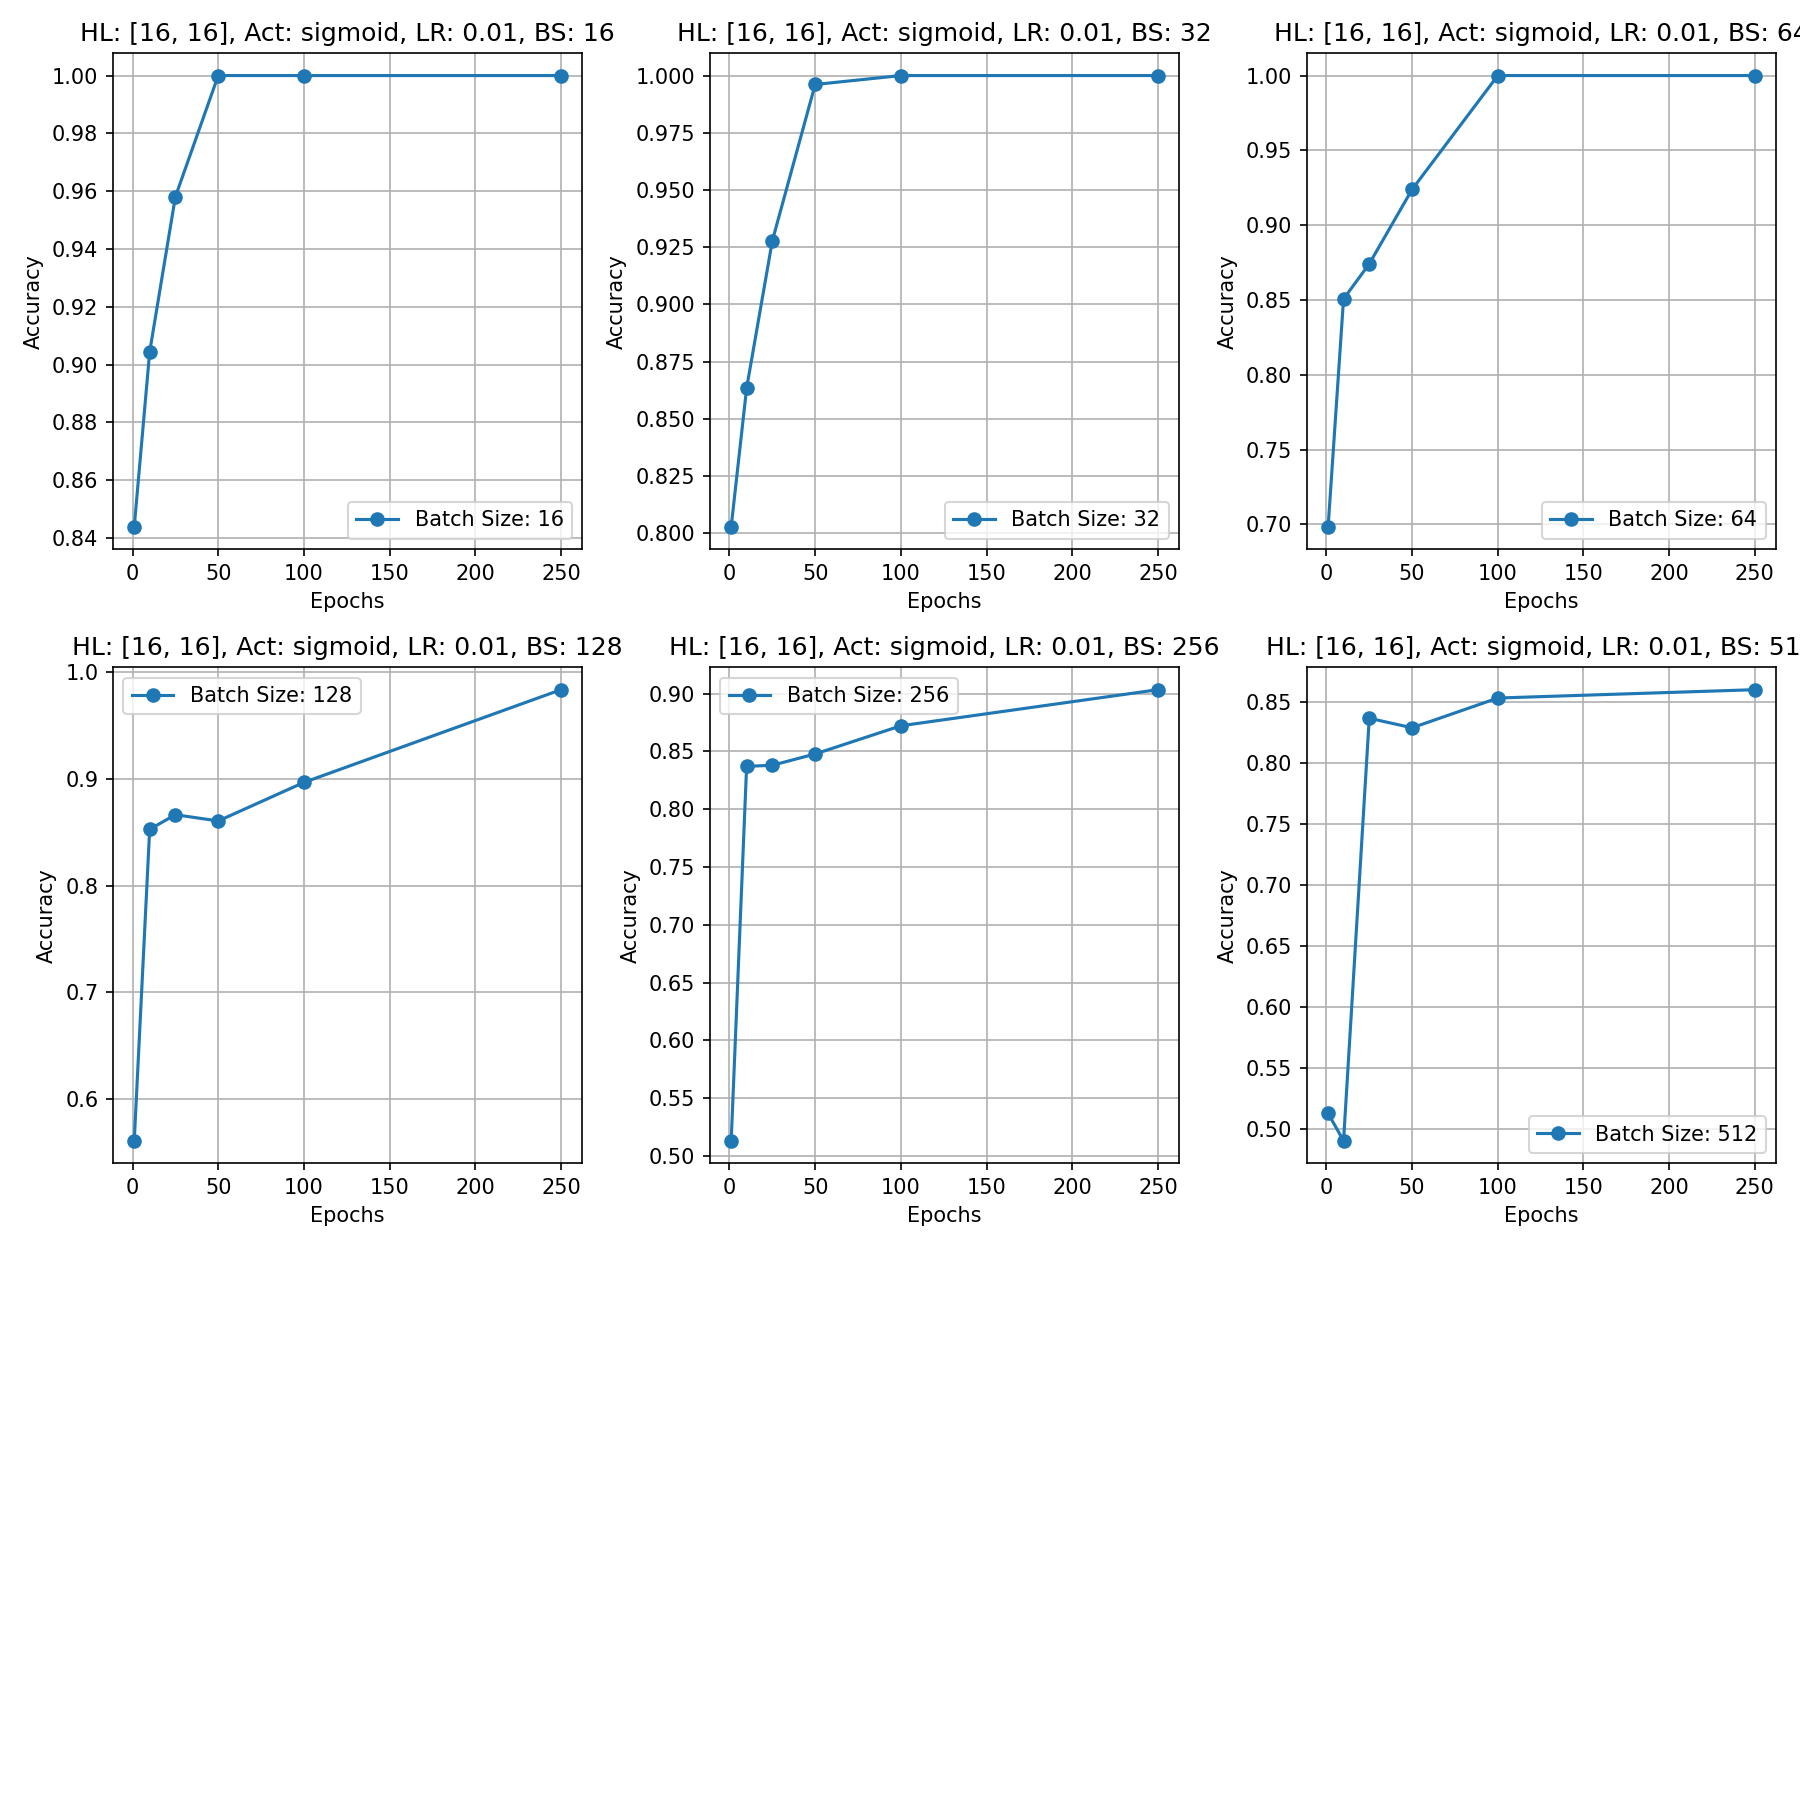 HL: [16, 16], Act: sigmoid, LR: 0.01, BS: 16
1.00
0.98
0.96
0.94
0.92
0.90
0.88
0.86
0.84
Accuracy
Batch Size: 16
0 50 100 150 200 250
Epochs
HL: [16, 16], Act: sigmoid, LR: 0.01, BS: 32
1.000
0.975
0.950
0.925
0.900
0.875
0.850
0.825
0.800
Accuracy
Batch Size: 32
0 50 100 150 200 250
Epochs
HL: [16, 16], Act: sigmoid, LR: 0.01, BS: 64
1.00
0.95
0.90
0.85
0.80
0.75
0.70
Accuracy
Batch Size: 64
0 50 100 150 200 250
Epochs
HL: [16, 16], Act: sigmoid, LR: 0.01, BS: 128
1.0
0.9
0.8
0.7
0.6
Accuracy
Batch Size: 128
0 50 100 150 200 250
Epochs
HL: [16, 16], Act: sigmoid, LR: 0.01, BS: 256
0.90
0.85
0.80
0.75
0.70
0.65
0.60
0.55
0.50
Accuracy
Batch Size: 256
0 50 100 150 200 250
Epochs
HL: [16, 16], Act: sigmoid, LR: 0.01, BS: 51
0.85
0.80
0.75
0.70
0.65
0.60
0.55
0.50
Accuracy
Batch Size: 512
0 50 100 150 200 250
Epochs